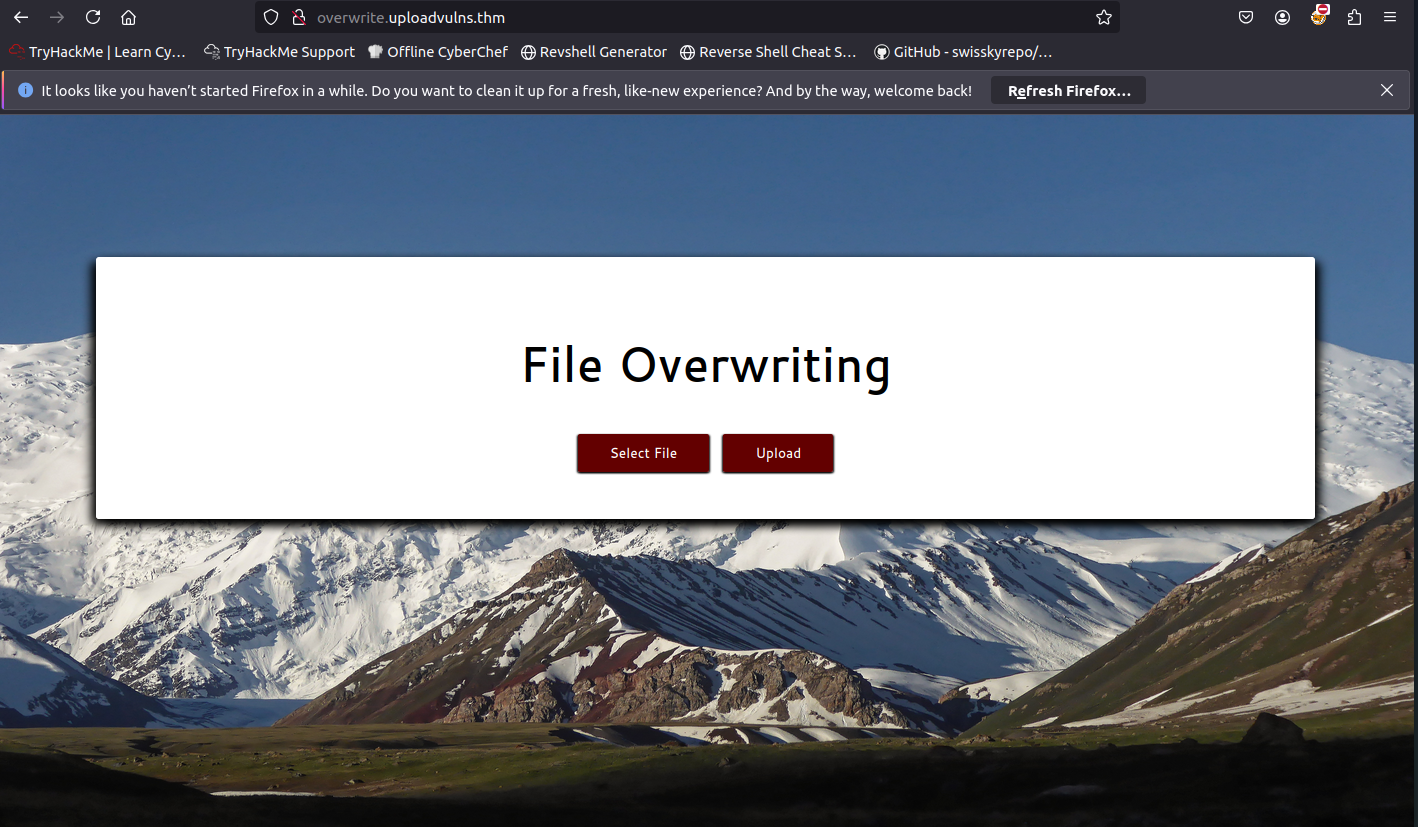 overwrite.uploadvulns.thm
TryHackMe | Learn Cy… TryHackMe Support Offline CyberChef Revshell Generator Reverse Shell Cheat S… GitHub - swisskyrepo/…
It looks like you haven’t started Firefox in a while. Do you want to clean it up for a fresh, like-new experience? And by the way, welcome back! Refresh Firefox…
File Overwriting
Select File Upload